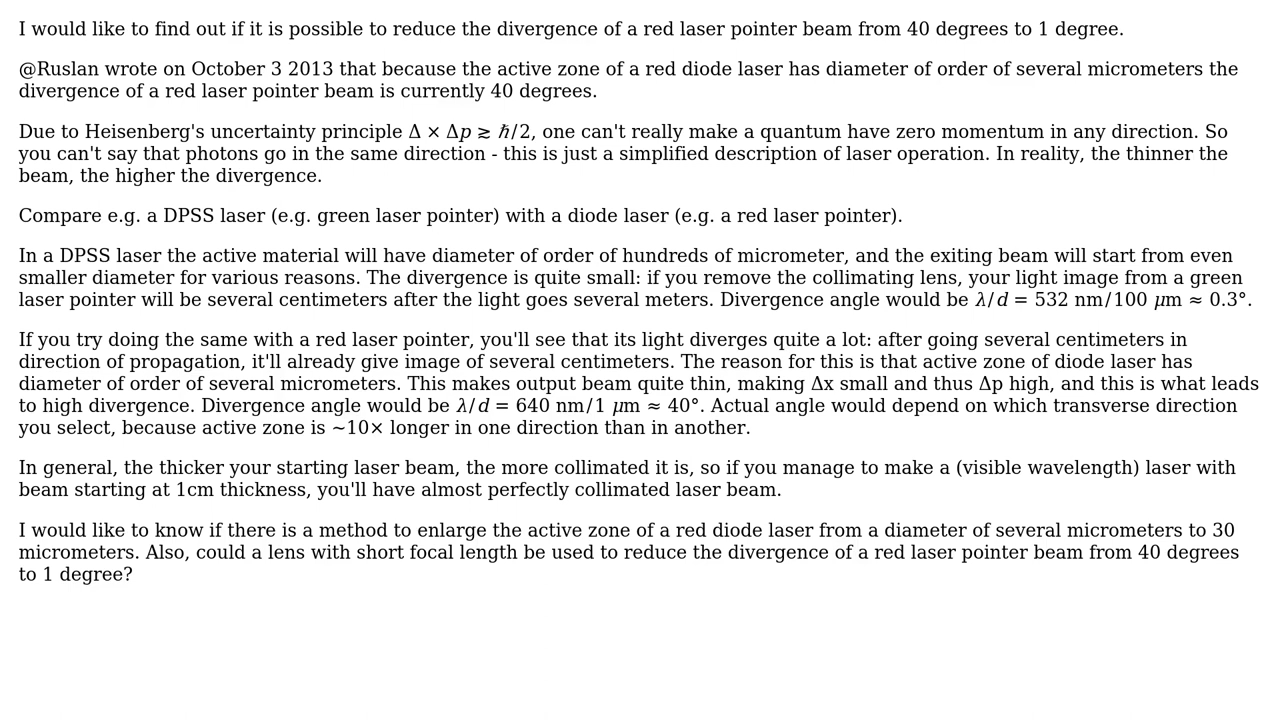 I would like to find out if it is possible to reduce the divergence of a red laser pointer beam from 40 degrees to 1 degree.
@Ruslan wrote on October 3 2013 that because the active zone of a red diode laser has diameter of order of several micrometers the
divergence of a red laser pointer beam is currently 40 degrees.
Due to Heisenberg's uncertainty principle Δ × Δp ≳ ℏ/2, one can't really make a quantum have zero momentum in any direction. So
you can't say that photons go in the same direction - this is just a simplified description of laser operation. In reality, the thinner the
beam, the higher the divergence.
Compare e.g. a DPSS laser (e.g. green laser pointer) with a diode laser (e.g. a red laser pointer).
In a DPSS laser the active material will have diameter of order of hundreds of micrometer, and the exiting beam will start from even
smaller diameter for various reasons. The divergence is quite small: if you remove the collimating lens, your light image from a green
laser pointer will be several centimeters after the light goes several meters. Divergence angle would be λ/d = 532 nm/100 μm ≈ 0.3°.
If you try doing the same with a red laser pointer, you'll see that its light diverges quite a lot: after going several centimeters in
direction of propagation, it'll already give image of several centimeters. The reason for this is that active zone of diode laser has
diameter of order of several micrometers. This makes output beam quite thin, making Δx small and thus Δp high, and this is what leads
to high divergence. Divergence angle would be λ/d = 640 nm/1 μm ≈ 40°. Actual angle would depend on which transverse direction
you select, because active zone is ~10× longer in one direction than in another.
In general, the thicker your starting laser beam, the more collimated it is, so if you manage to make a (visible wavelength) laser with
beam starting at 1cm thickness, you'll have almost perfectly collimated laser beam.
I would like to know if there is a method to enlarge the active zone of a red diode laser from a diameter of several micrometers to 30
micrometers. Also, could a lens with short focal length be used to reduce the divergence of a red laser pointer beam from 40 degrees
to 1 degree?